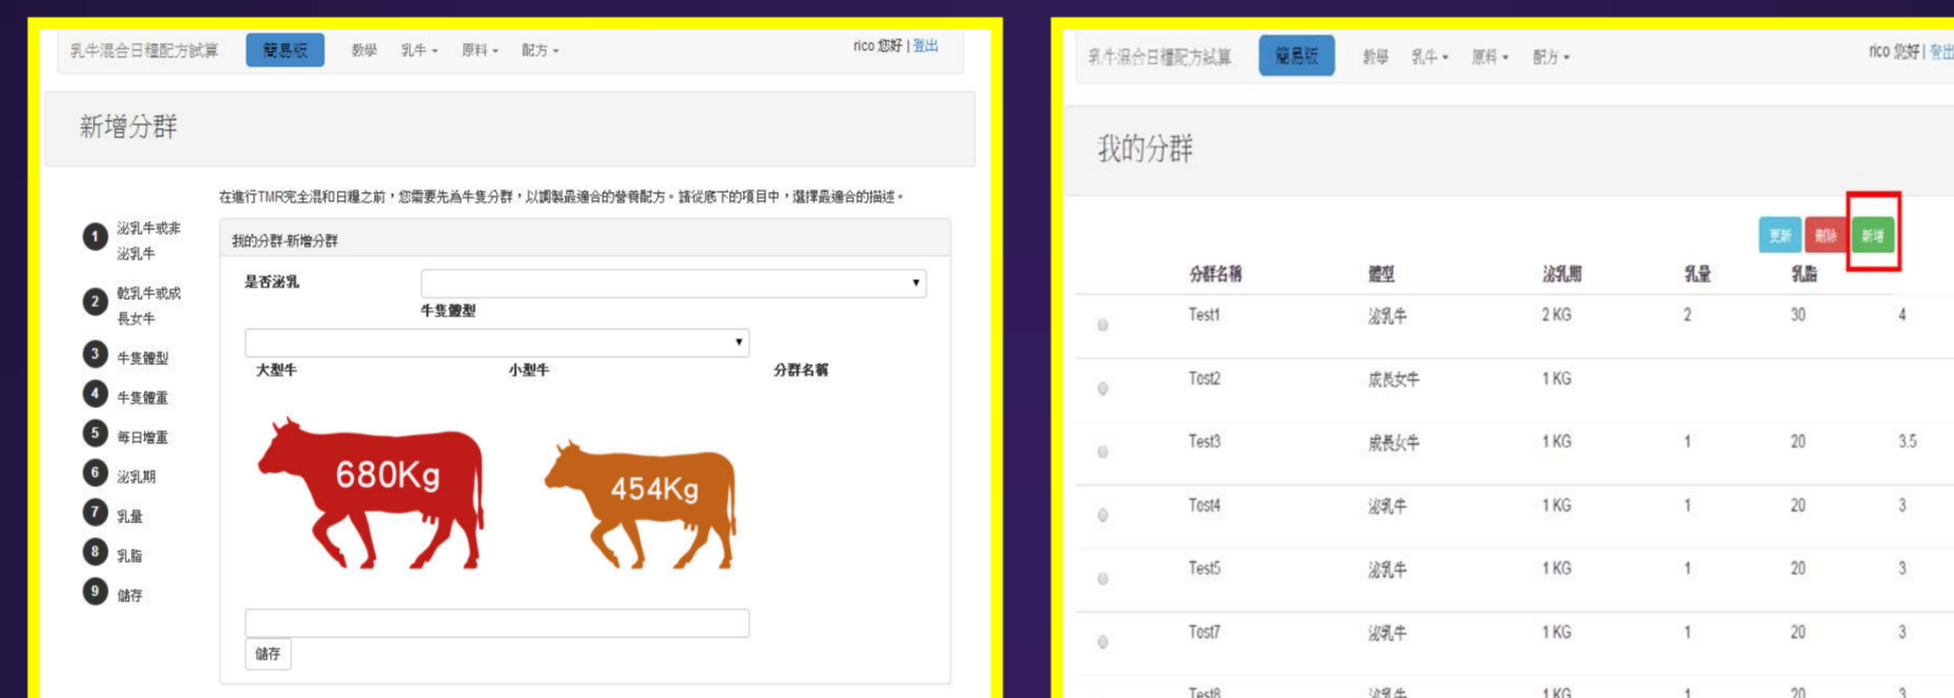 乳牛混合日糧配方試算 簡易版 教學 乳牛 原料 配方 rico 您好 | 登出
新增分群
在進行TMR完全混和日糧之前，您需要先為牛隻分群，以調製最適合的營養配方。請從底下的項目中，選擇最適合的描述。
1 泌乳牛或非
泌乳牛
2 乾乳牛或成
長女牛
3 牛隻體型
4 牛隻體重
5 每日增重
6 泌乳期
7 乳量
8 乳脂
9 儲存
我的分群-新增分群
是否泌乳
牛隻體型
大型牛 小型牛 分群名稱
680Kg 454Kg
儲存
乳牛混合日糧配方試算 簡易版 教學 乳牛 原料 配方 rico 您好 | 登出
我的分群
更新 刪除 新增
分群名稱 體型 泌乳期 乳量 乳脂
Test1 泌乳牛 2 KG 2 30 4
Test2 成長女牛 1 KG
Test3 成長女牛 1 KG 1 20 3.5
Test4 泌乳牛 1 KG 1 20 3
Test5 泌乳牛 1 KG 1 20 3
Test7 泌乳牛 1 KG 1 20 3
Test8 泌乳牛 1 KG 1 20 3